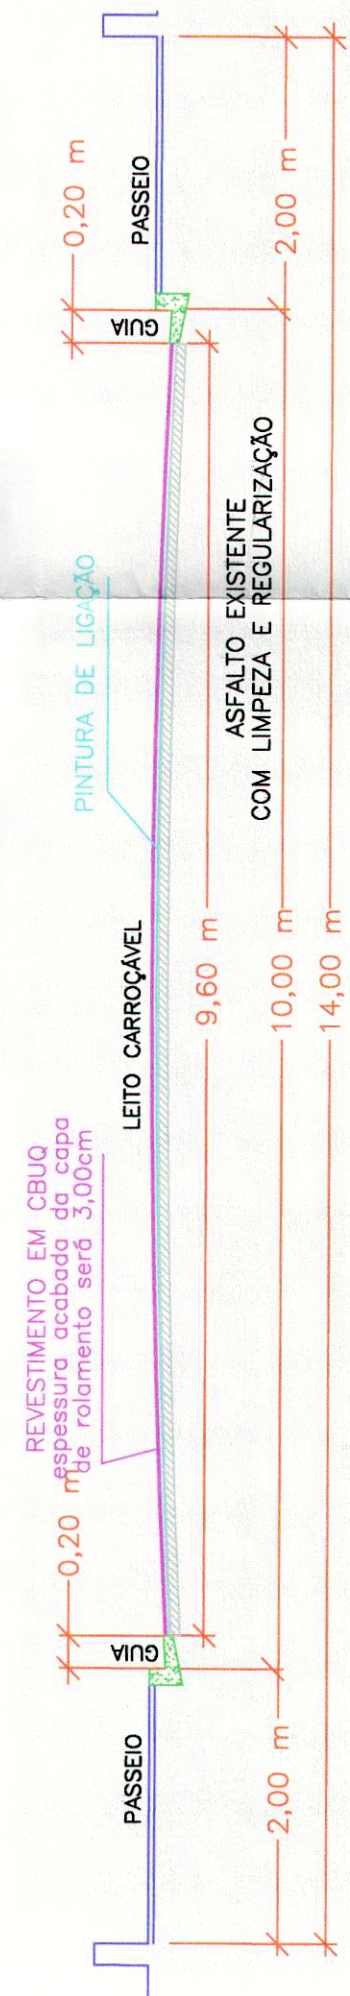 REVESTIMENTO EM CBUQ
espessura acabada da capa
de rolamento será 3,00cm
PINTURA DE LIGAÇÃO
0,20 m
0,20 m
LEITO CARROÇÁVEL
PASSEIO
GUIA
GUIA
PASSEIO
9,60 m
ASFALTO EXISTENTE
COM LIMPEZA E REGULARIZAÇÃO
2,00 m
10,00 m
2,00 m
14,00 m